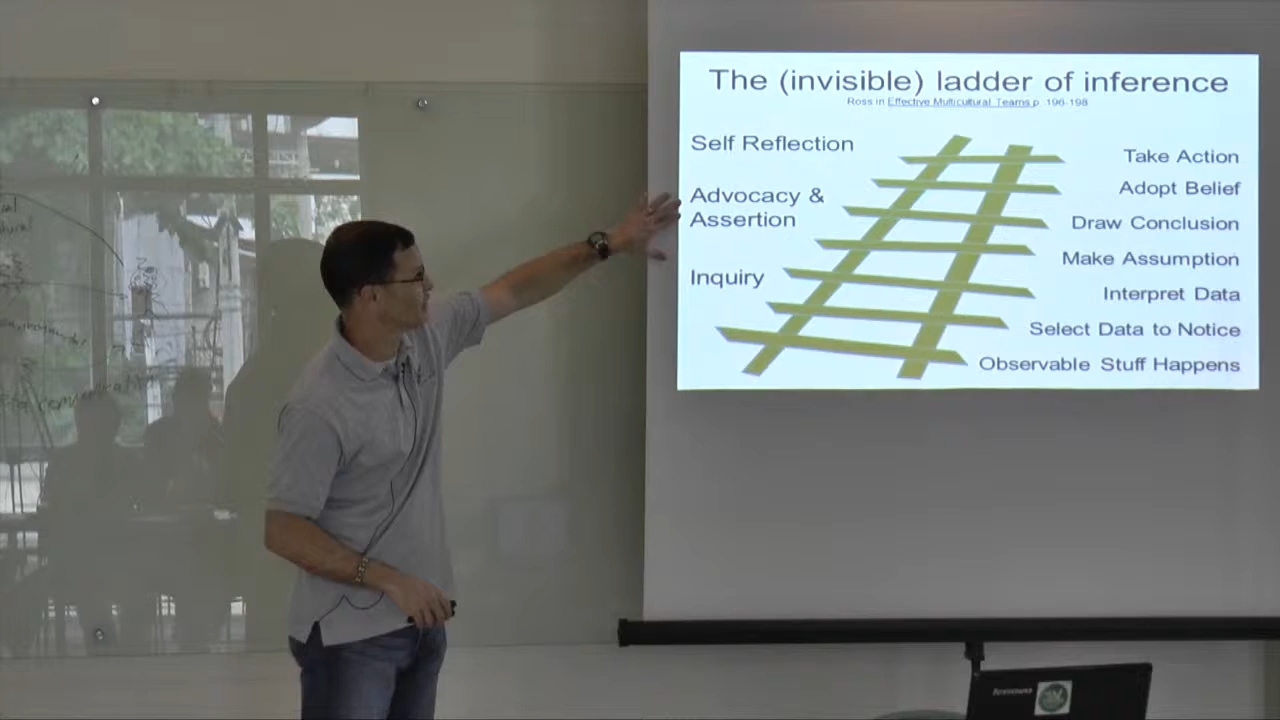 The (invisible) ladder of inference
Ross in Effective Multicultural Teams p. 196-198
Self Reflection
Advocacy &
Assertion
Inquiry
Take Action
Adopt Belief
Draw Conclusion
Make Assumption
Interpret Data
Select Data to Notice
Observable Stuff Happens